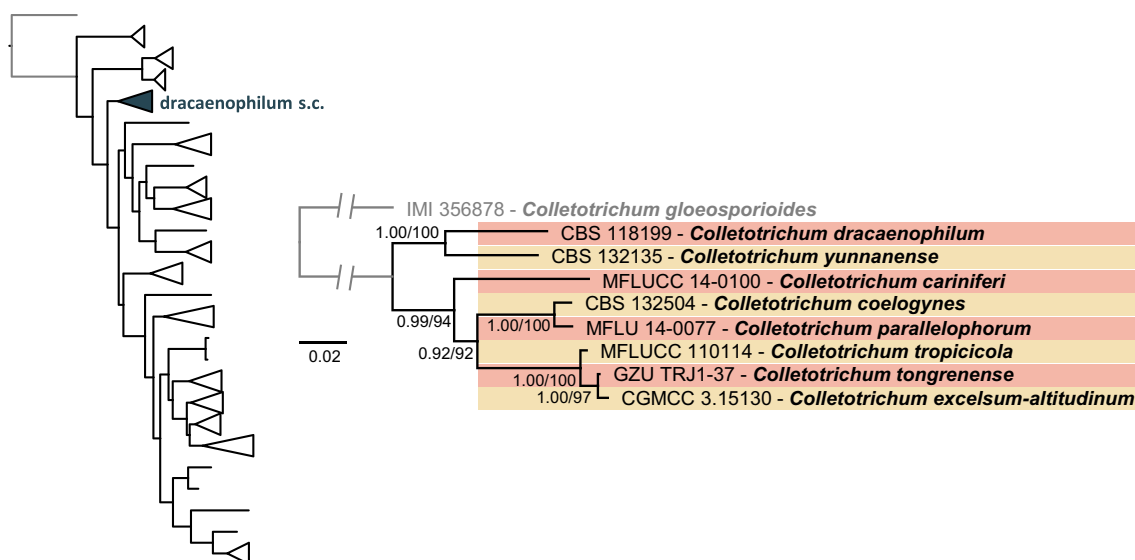 dracaenophilum s.c.
IMI 356878 - Colletotrichum gloeosporioides
1.00/100
CBS 118199 - Colletotrichum dracaenophilum
CBS 132135 - Colletotrichum yunnanense
MFLUCC 14-0100 - Colletotrichum cariniferi
CBS 132504 - Colletotrichum coelogynes
0.99/94
1.00/100
MFLU 14-0077 - Colletotrichum parallelophorum
0.02
0.92/92
MFLUCC 110114 - Colletotrichum tropicicola
GZU TRJ1-37 - Colletotrichum tongrenense
1.00/100
1.00/97
CGMCC 3.15130 - Colletotrichum excelsum-altitudinum